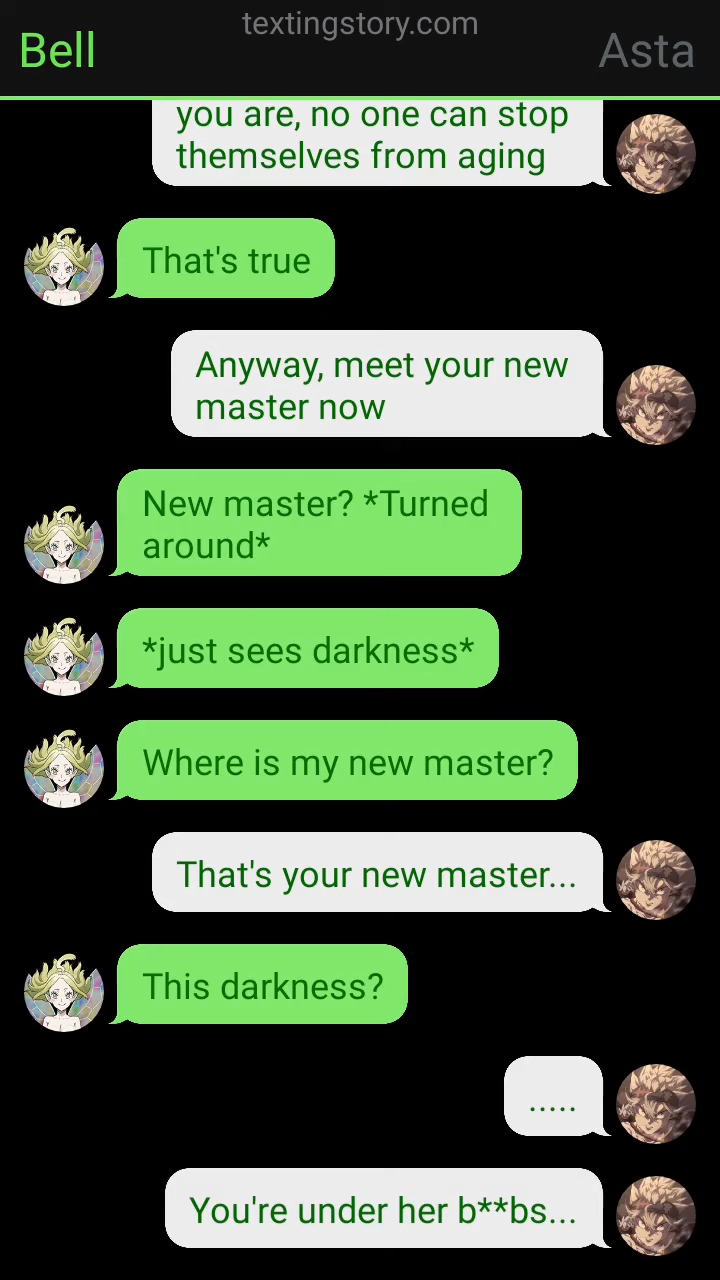 textingstory.com
Bell
Asta
you are, no one can stop
themselves from aging
That's true
Anyway, meet your new
master now
New master? *Turned
around*
*just sees darkness*
Where is my new master?
That's your new master...
This darkness?
.....
You're under her b**bs...